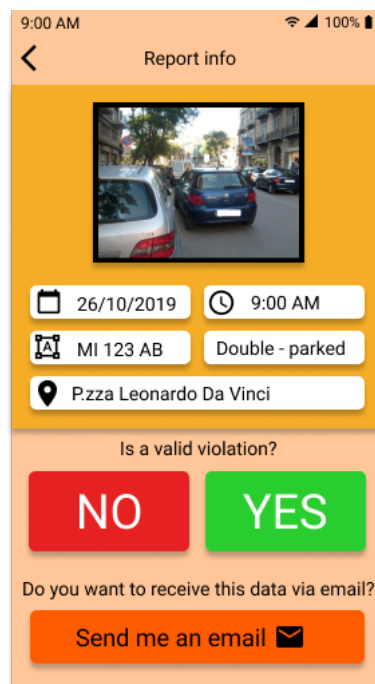 9:00 AM 100%
Report info
26/10/2019 9:00 AM
A MI 123 AB Double - parked
P.zza Leonardo Da Vinci
Is a valid violation?
NO YES
Do you want to receive this data via email?
Send me an email